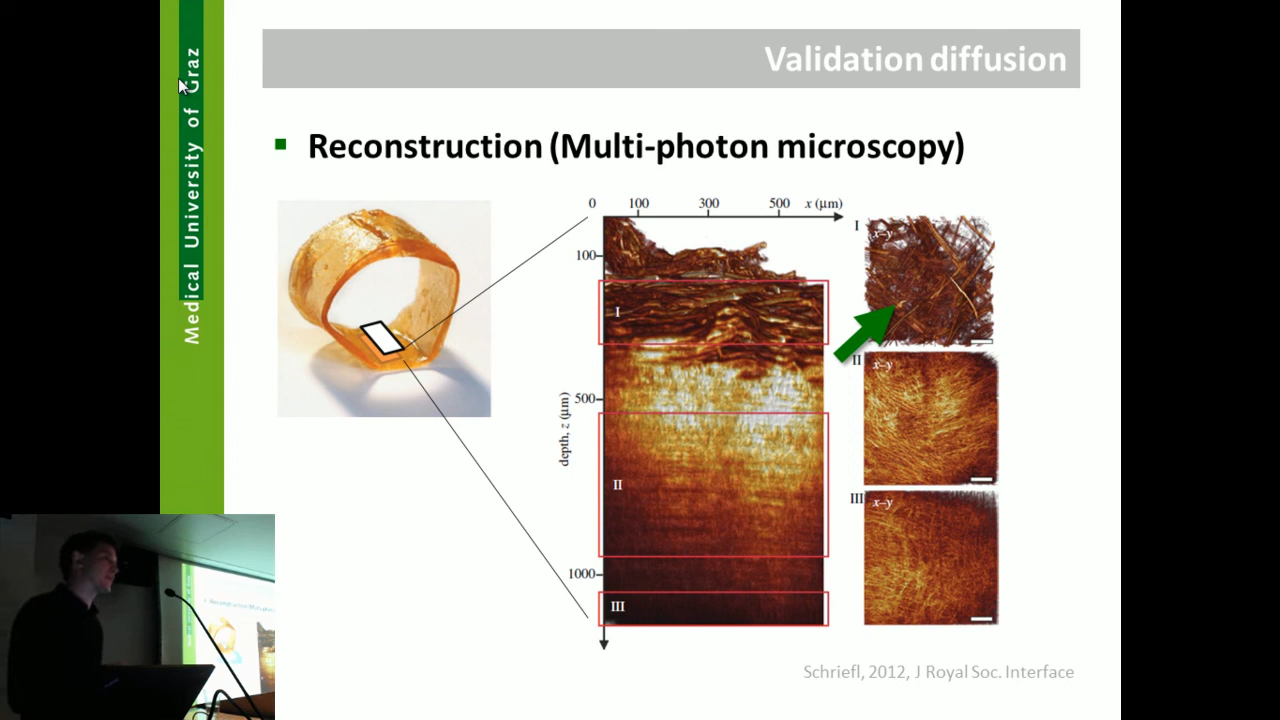 Medical University of Graz
Validation diffusion
Reconstruction (Multi-photon microscopy)
0 100 300 500 x (µm)
100
500
1000
depth, z (µm)
I
II
III
I
x–y
II
x–y
III
x–y
Schriefl, 2012, J Royal Soc. Interface